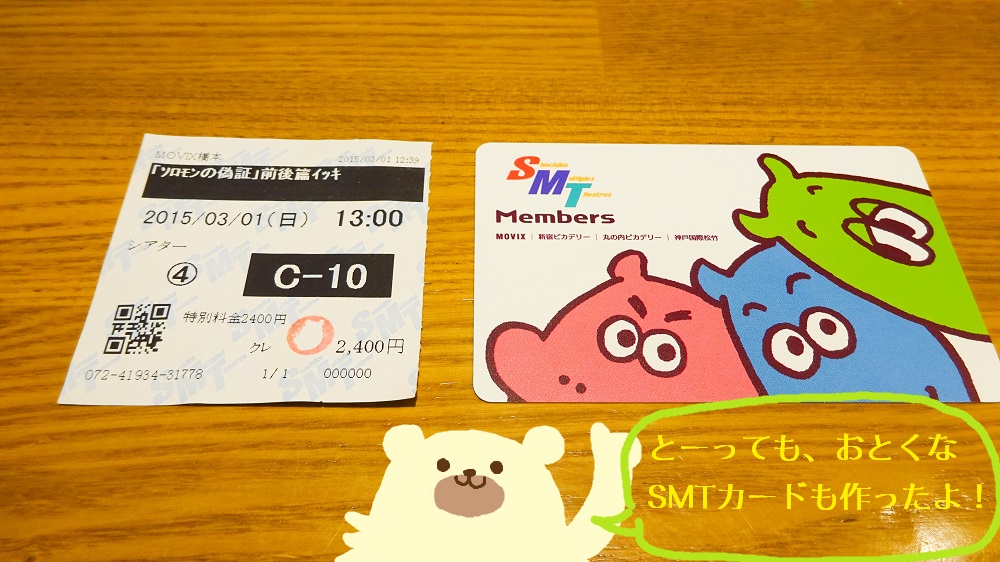 MOVIX橋本
2015/03/01 12:39
「ソロモンの偽証」前後篇イッキ
2015/03/01(日) 13:00
シアター
④
C-10
特別料金2400円
クレ
2,400円
072-41934-31778
1/1
000000
SMT
Shochiku
Multiplex
Theatres
Members
MOVIX | 新宿ピカデリー | 丸の内ピカデリー | 神戸国際松竹
とーっても、おとくな
SMTカードも作ったよ!